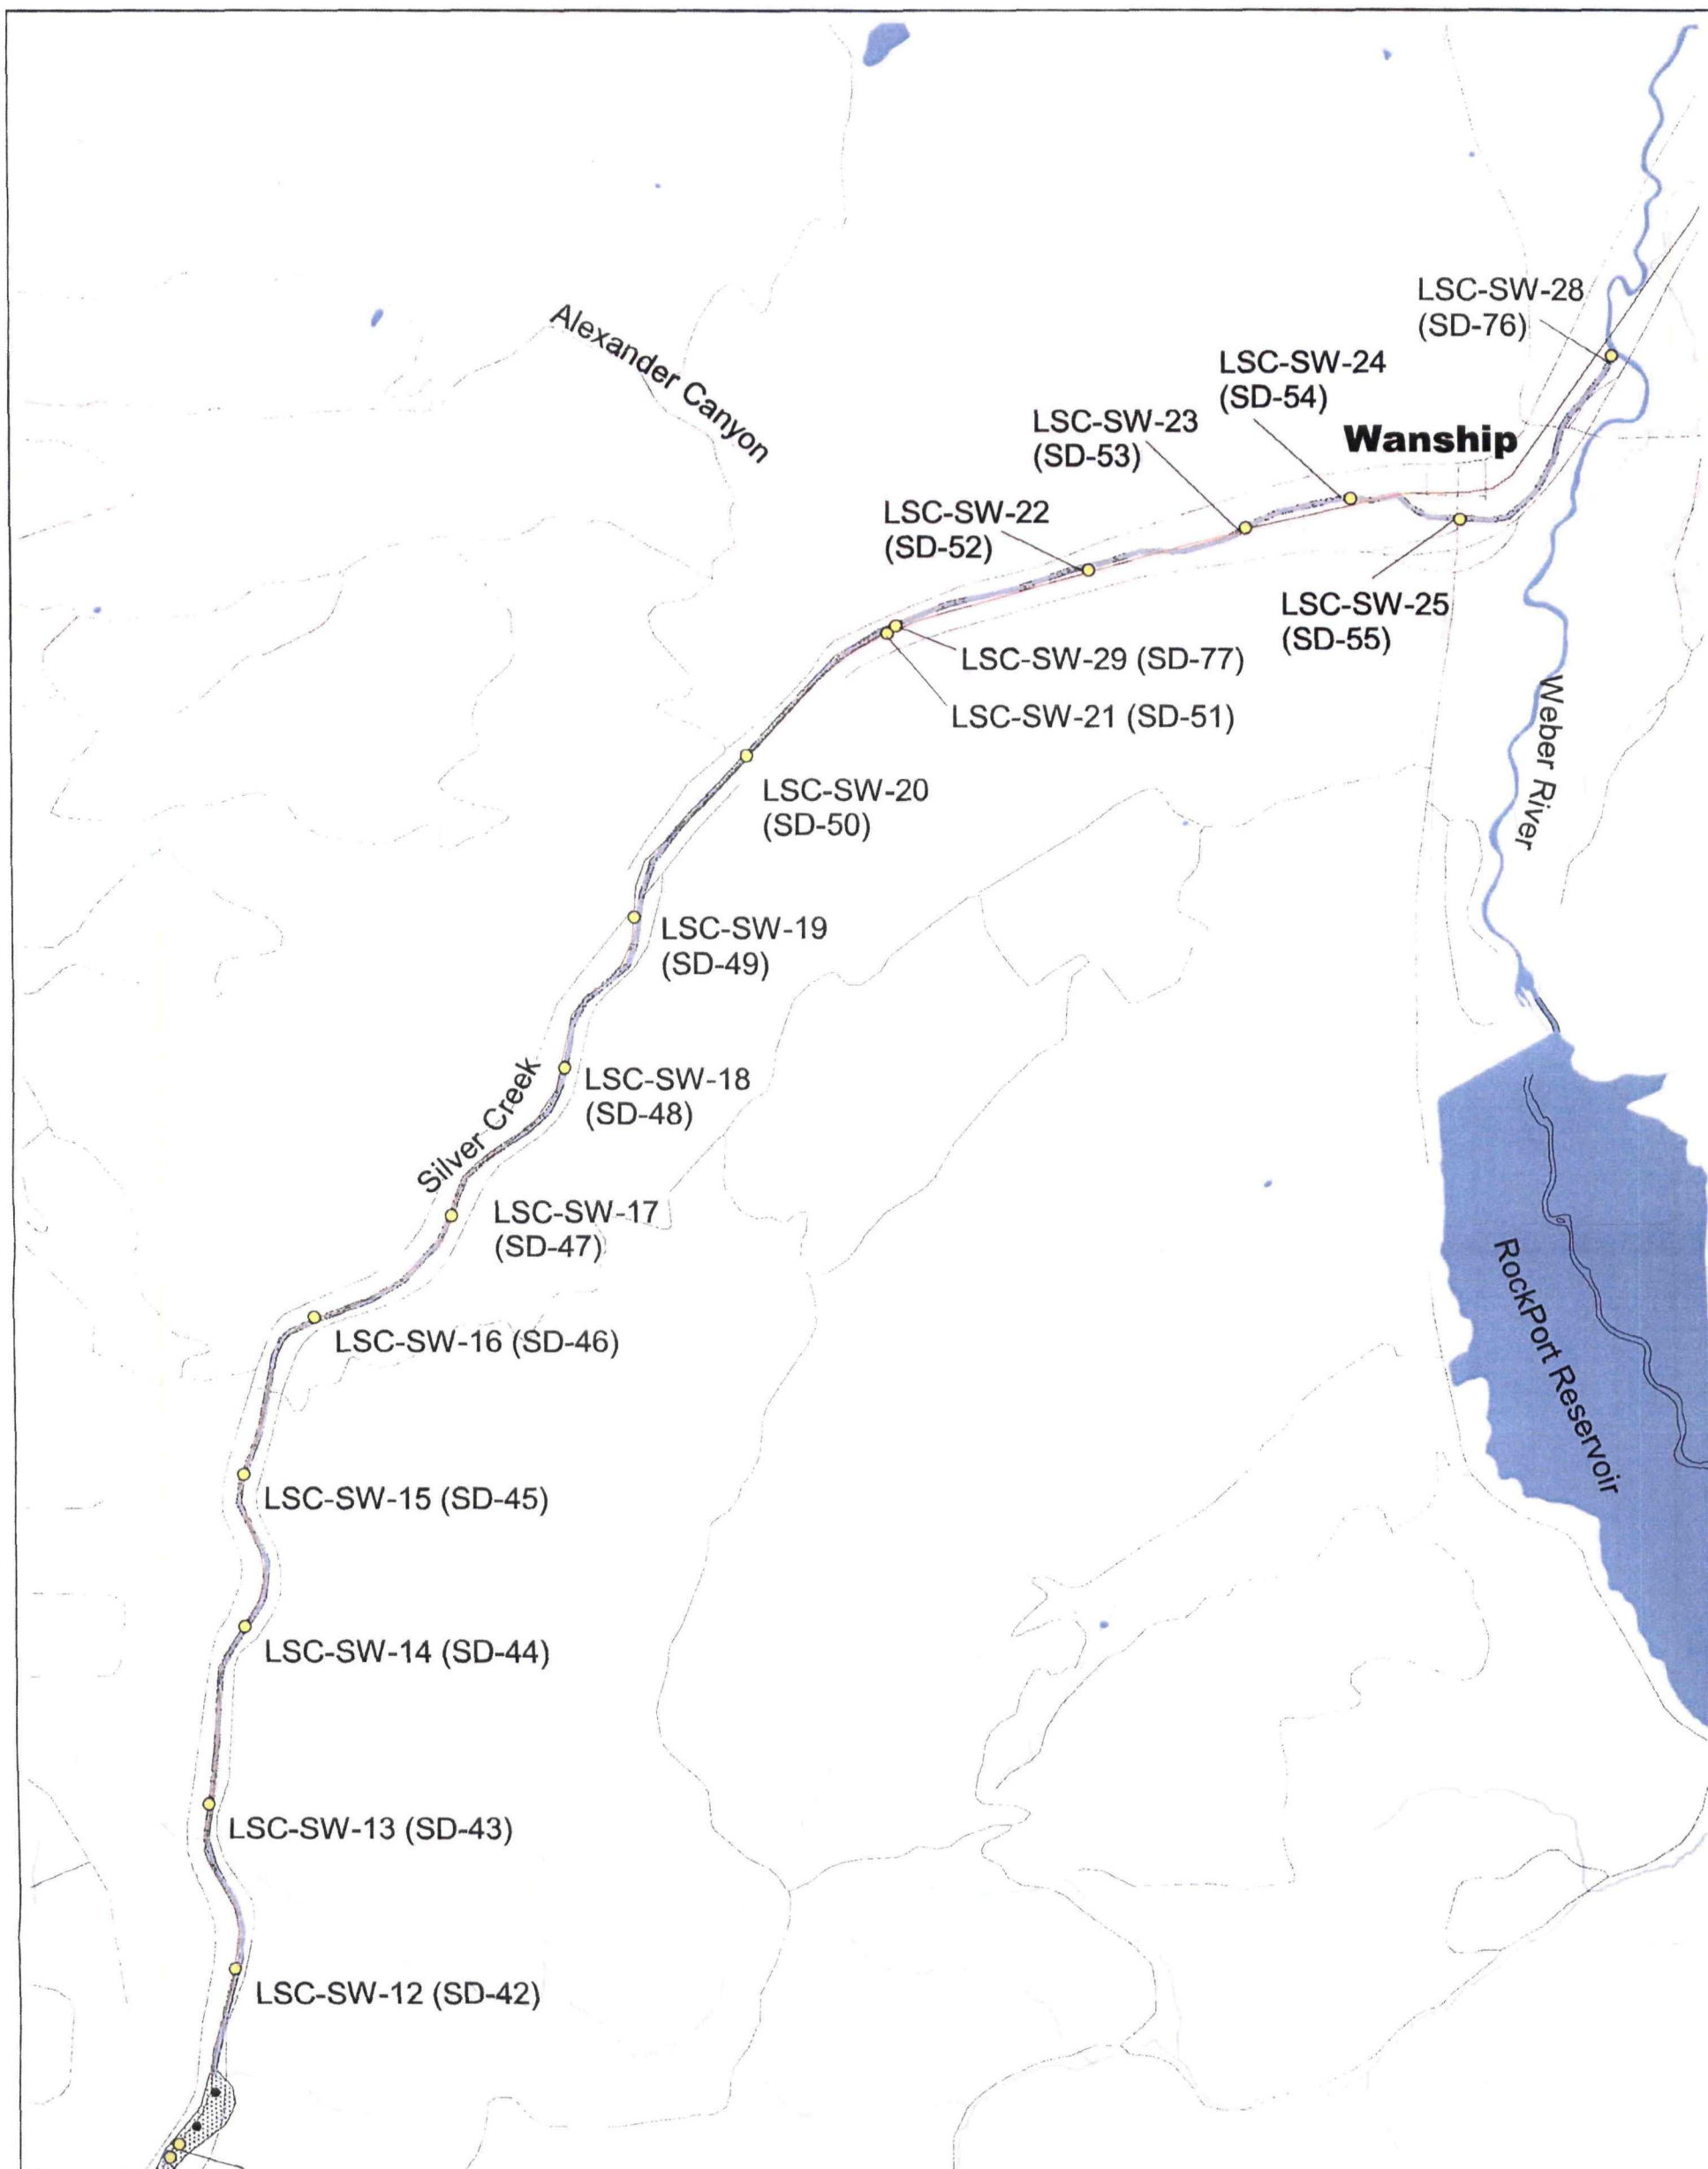 Alexander Canyon
LSC-SW-28
(SD-76)
LSC-SW-24
(SD-54)
LSC-SW-23
(SD-53)
Wanship
LSC-SW-22
(SD-52)
LSC-SW-25
(SD-55)
LSC-SW-29 (SD-77)
LSC-SW-21 (SD-51)
Weber River
LSC-SW-20
(SD-50)
LSC-SW-19
(SD-49)
LSC-SW-18
(SD-48)
Silver Creek
LSC-SW-17
(SD-47)
RockPort Reservoir
LSC-SW-16 (SD-46)
LSC-SW-15 (SD-45)
LSC-SW-14 (SD-44)
LSC-SW-13 (SD-43)
LSC-SW-12 (SD-42)